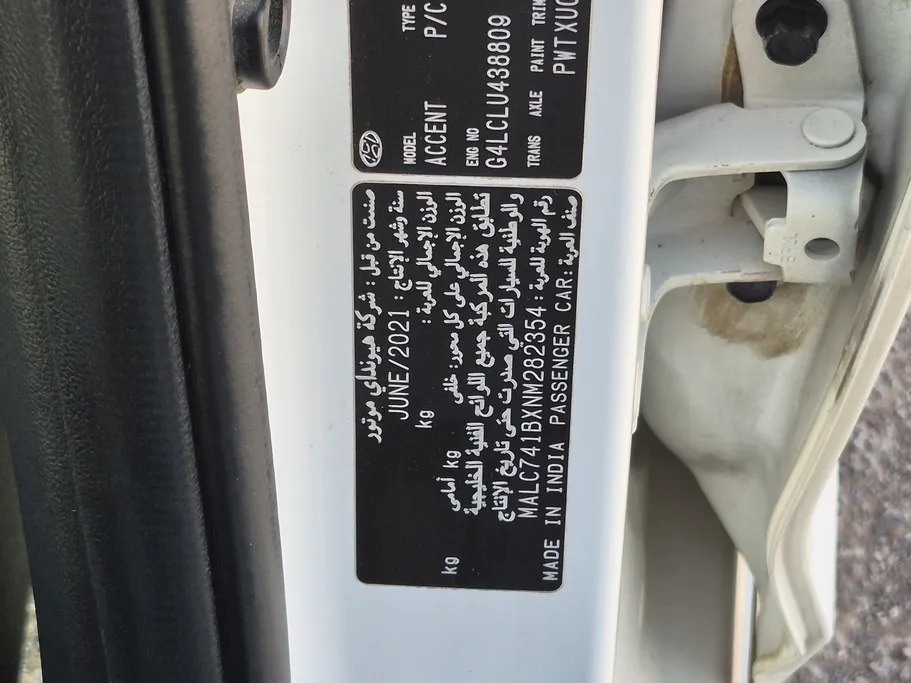 MODEL TYPE
ACCENT P/C
ENG NO
G4LCLU438809
TRANS AXLE PAINT TRIM
PWTXUG
صنعت من قبل : شركة هيونداي موتور
سنة وشهر الإنتاج : JUNE/2021
الوزن الإجمالي للعربة : kg
الوزن الإجمالي على كل محور: خلفي kg أمامي kg
تطابق هذه المركبة جميع اللوائح الفنية الخليجية
والوطنية للسيارات التي صدرت حتى تاريخ الإنتاج
رقم الهوية للعربة : MALC741BXNM282354
صنف العربة: MADE IN INDIA PASSENGER CAR